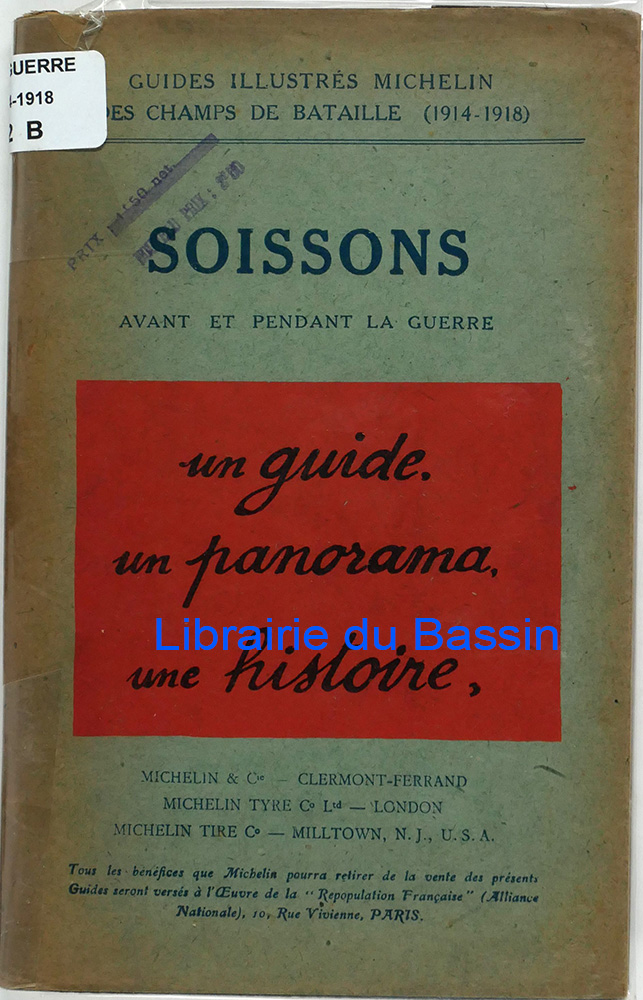 GUERRE
-1918
2 B
GUIDES ILLUSTRÉS MICHELIN
DES CHAMPS DE BATAILLE (1914-1918)
PRIX : net.
PRIX :
SOISSONS
AVANT ET PENDANT LA GUERRE
un guide.
un panorama,
Librairie du Bassin
une histoire,
MICHELIN & Cie — CLERMONT-FERRAND
MICHELIN TYRE Co Ltd — LONDON
MICHELIN TIRE Co — MILLTOWN, N. J., U. S. A.
Tous les bénéfices que Michelin pourra retirer de la vente des présents
Guides seront versés à l'Œuvre de la "Repopulation Française" (Alliance
Nationale), 10, Rue Vivienne, PARIS.